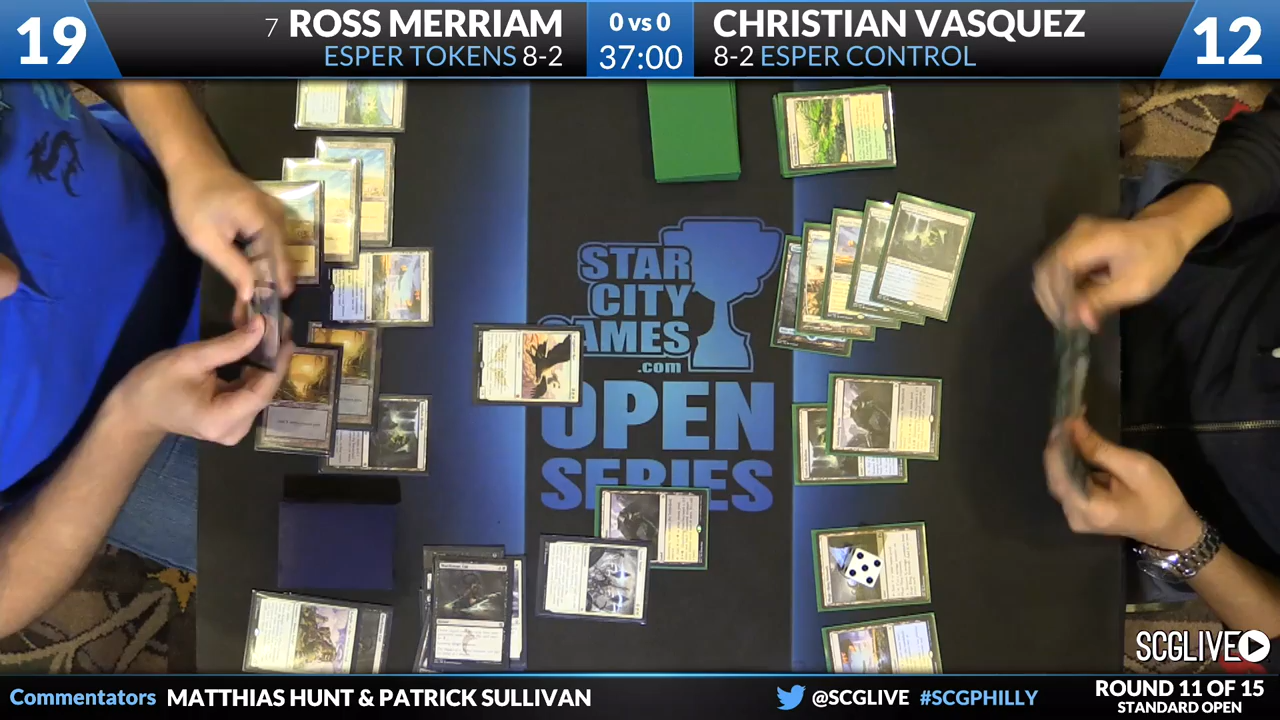 19
7 ROSS MERRIAM
ESPER TOKENS 8-2
0 vs 0
37:00
CHRISTIAN VASQUEZ
8-2 ESPER CONTROL
12
STAR
CITY
GAMES
.com
OPEN
SERIES
SCGLIVE
Commentators MATTHIAS HUNT & PATRICK SULLIVAN
@SCGLIVE #SCGPHILLY
ROUND 11 OF 15
STANDARD OPEN